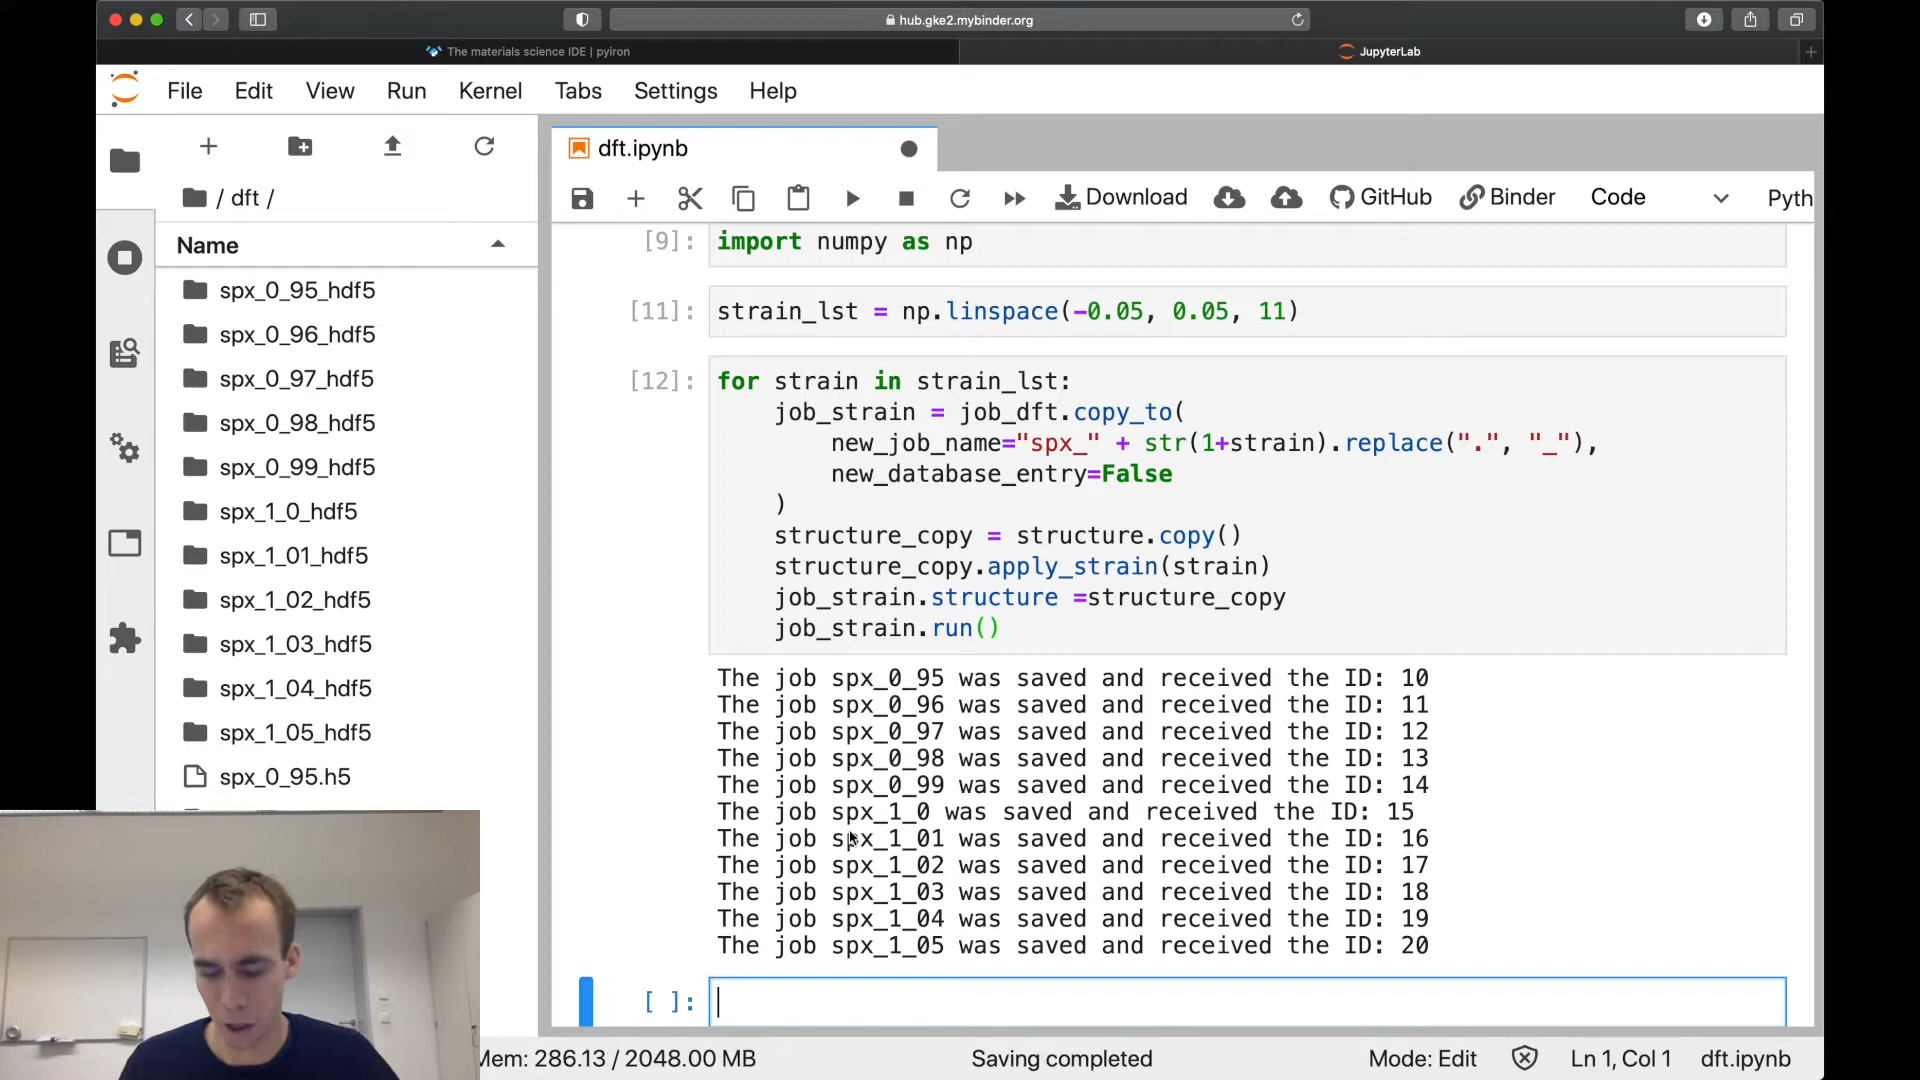 hub.gke2.mybinder.org
The materials science IDE | pyiron
JupyterLab
File Edit View Run Kernel Tabs Settings Help
dft.ipynb
/ dft /
Download GitHub Binder Code Pyth
Name
spx_0_95_hdf5
spx_0_96_hdf5
spx_0_97_hdf5
spx_0_98_hdf5
spx_0_99_hdf5
spx_1_0_hdf5
spx_1_01_hdf5
spx_1_02_hdf5
spx_1_03_hdf5
spx_1_04_hdf5
spx_1_05_hdf5
spx_0_95.h5
[9]: import numpy as np
[11]: strain_lst = np.linspace(-0.05, 0.05, 11)
[12]: for strain in strain_lst:
job_strain = job_dft.copy_to(
new_job_name="spx_" + str(1+strain).replace(".", "_"),
new_database_entry=False
)
structure_copy = structure.copy()
structure_copy.apply_strain(strain)
job_strain.structure =structure_copy
job_strain.run()
The job spx_0_95 was saved and received the ID: 10
The job spx_0_96 was saved and received the ID: 11
The job spx_0_97 was saved and received the ID: 12
The job spx_0_98 was saved and received the ID: 13
The job spx_0_99 was saved and received the ID: 14
The job spx_1_0 was saved and received the ID: 15
The job spx_1_01 was saved and received the ID: 16
The job spx_1_02 was saved and received the ID: 17
The job spx_1_03 was saved and received the ID: 18
The job spx_1_04 was saved and received the ID: 19
The job spx_1_05 was saved and received the ID: 20
[ ]:
Mem: 286.13 / 2048.00 MB Saving completed Mode: Edit Ln 1, Col 1 dft.ipynb